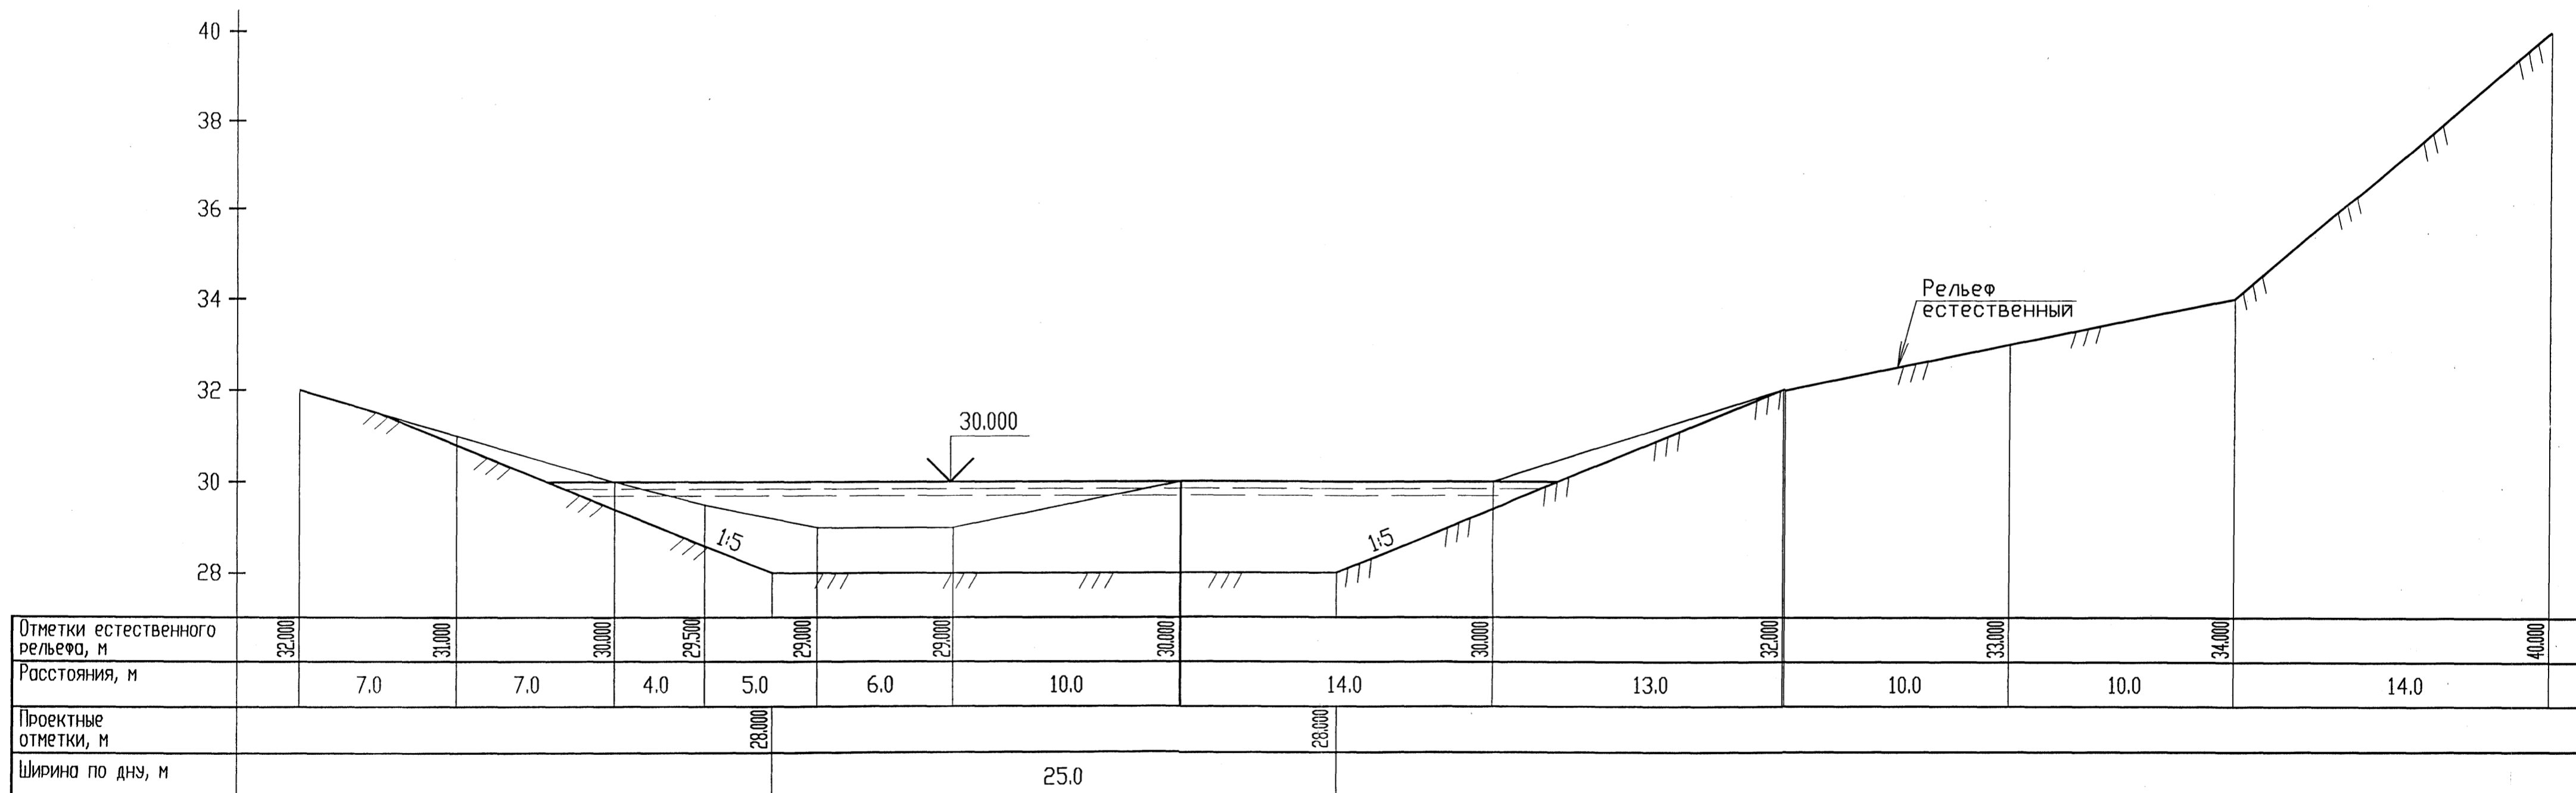 40
38
36
34
32
30
28
30.000
Рельеф
естественный
1:5
1:5
Отметки естественного
рельефа, м
32.000 31.000 30.000 29.500 29.000 29.000 30.000 30.000 32.000 33.000 34.000 40.000
Расстояния, м
7.0 7.0 4.0 5.0 6.0 10.0 14.0 13.0 10.0 10.0 14.0
Проектные
отметки, м
28.000 28.000
Ширина по дну, м
25.0